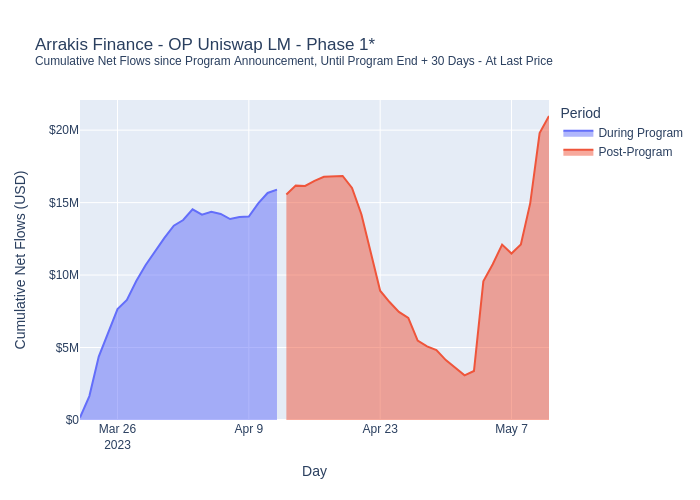 Arrakis Finance - OP Uniswap LM - Phase 1*
Cumulative Net Flows since Program Announcement, Until Program End + 30 Days - At Last Price
Period
During Program
Post-Program
Cumulative Net Flows (USD)
$20M
$15M
$10M
$5M
$0
Mar 26
2023
Apr 9
Apr 23
May 7
Day